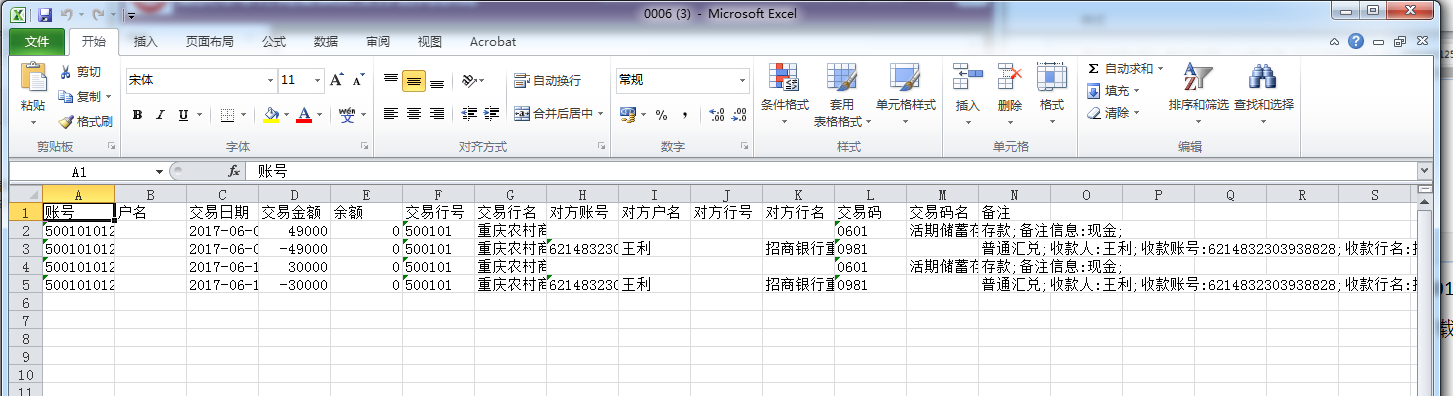 0006 (3) - Microsoft Excel
文件 开始 插入 页面布局 公式 数据 审阅 视图 Acrobat
粘贴 剪切 复制 格式刷 剪贴板
宋体 11 A A B I U A 文 字体
自动换行 合并后居中 对齐方式
常规 % , 数字
条件格式 套用表格格式 单元格样式 样式
插入 删除 格式 单元格
Σ 自动求和 填充 清除 排序和筛选 查找和选择 编辑
A1 fx 账号
A B C D E F G H I J K L M N O P Q R S
1 账号 户名 交易日期 交易金额 余额 交易行号 交易行名 对方账号 对方户名 对方行号 对方行名 交易码 交易码名 备注
2 500101012 2017-06-0 49000 0 500101 重庆农村商 0601 活期储蓄存 存款;备注信息:现金;
3 500101012 2017-06-0 -49000 0 500101 重庆农村商 62148323 王利 招商银行重 0981 普通汇兑;收款人:王利;收款账号:6214832303938828;收款行名:招
4 500101012 2017-06-1 30000 0 500101 重庆农村商 0601 活期储蓄存 存款;备注信息:现金;
5 500101012 2017-06-1 -30000 0 500101 重庆农村商 62148323 王利 招商银行重 0981 普通汇兑;收款人:王利;收款账号:6214832303938828;收款行名:招
6
7
8
9
10
11